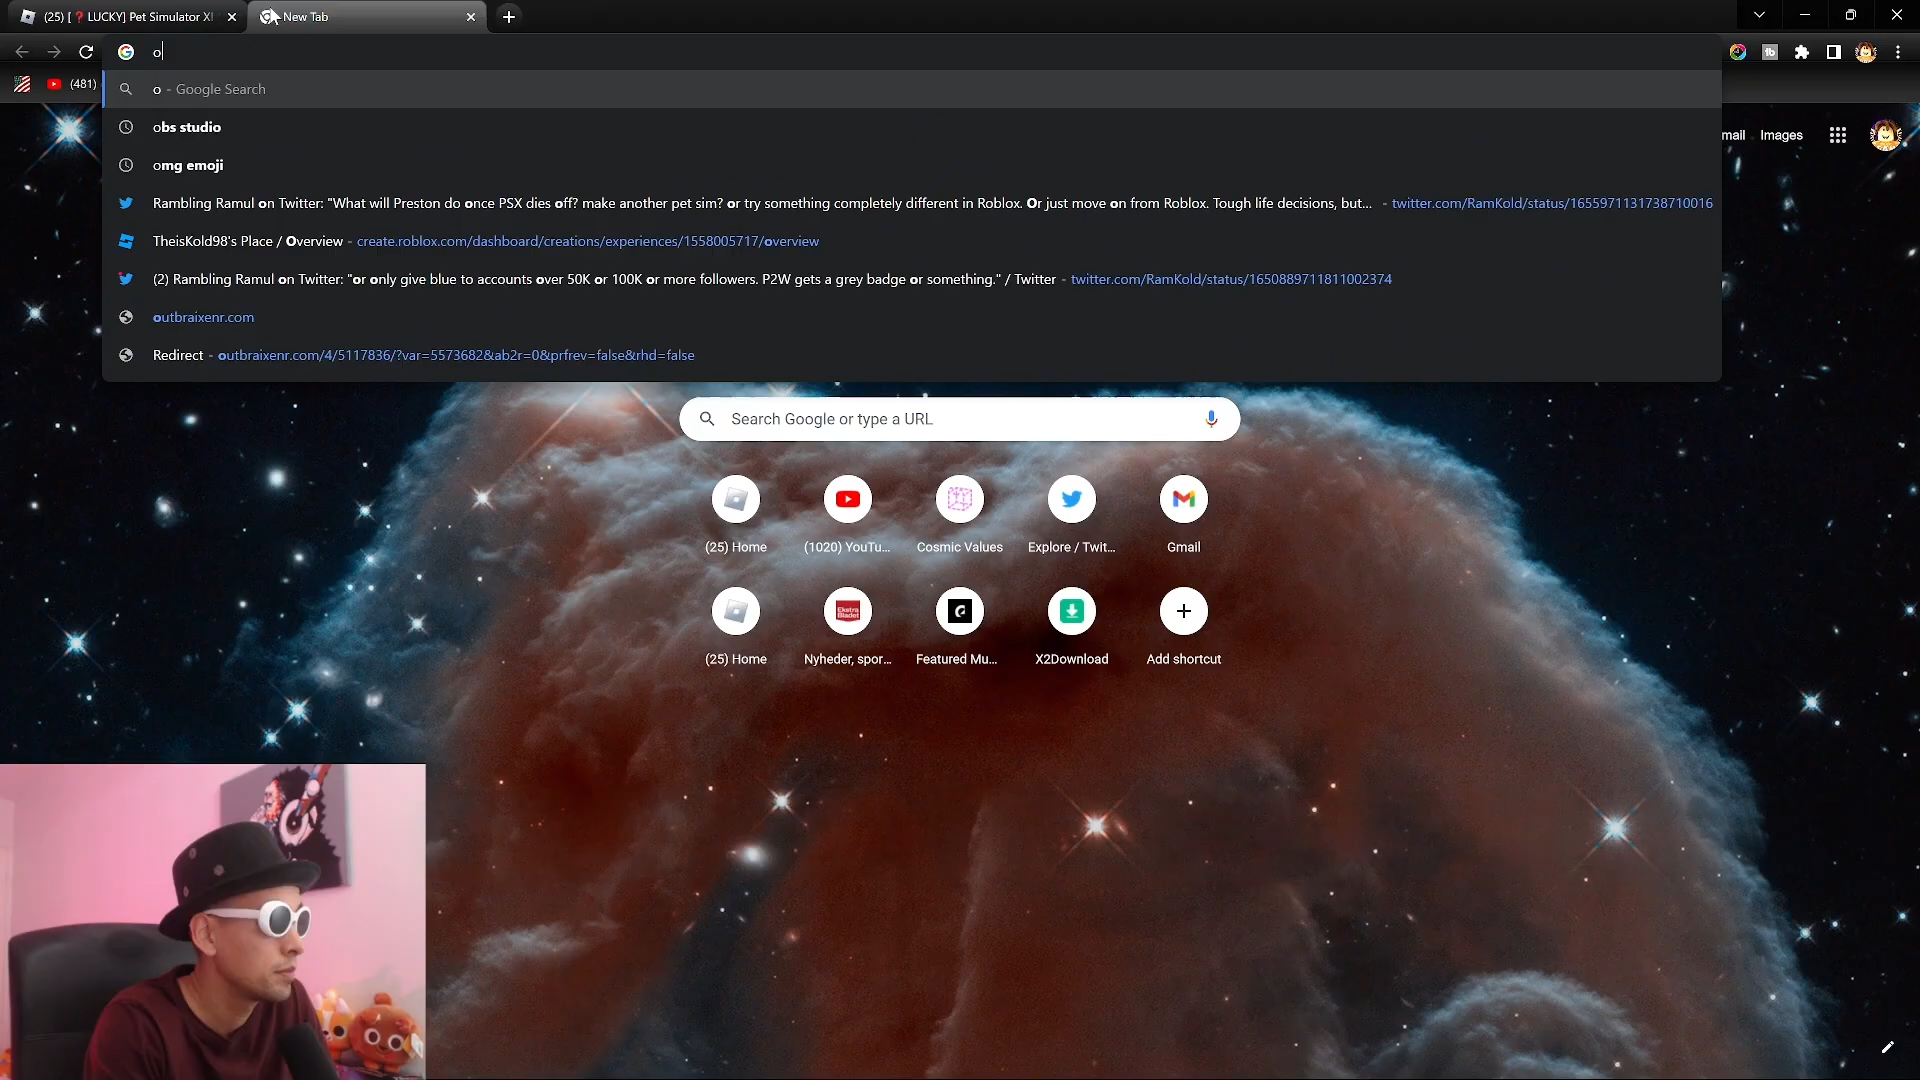 (25) [❓LUCKY] Pet Simulator X!
New Tab
o
(481)
o - Google Search
obs studio
omg emoji
Rambling Ramul on Twitter: "What will Preston do once PSX dies off? make another pet sim? or try something completely different in Roblox. Or just move on from Roblox. Tough life decisions, but... - twitter.com/RamKold/status/1655971131738710016
TheisKold98's Place / Overview - create.roblox.com/dashboard/creations/experiences/1558005717/overview
(2) Rambling Ramul on Twitter: "or only give blue to accounts over 50K or 100K or more followers. P2W gets a grey badge or something." / Twitter - twitter.com/RamKold/status/1650889711811002374
outbraixenr.com
Redirect - outbraixenr.com/4/5117836/?var=5573682&ab2r=0&prfrev=false&rhd=false
mail Images
Search Google or type a URL
(25) Home
(1020) YouTu...
Cosmic Values
Explore / Twit...
Gmail
Ekstra Bladet
(25) Home
Nyheder, spor...
Featured Mu...
X2Download
Add shortcut